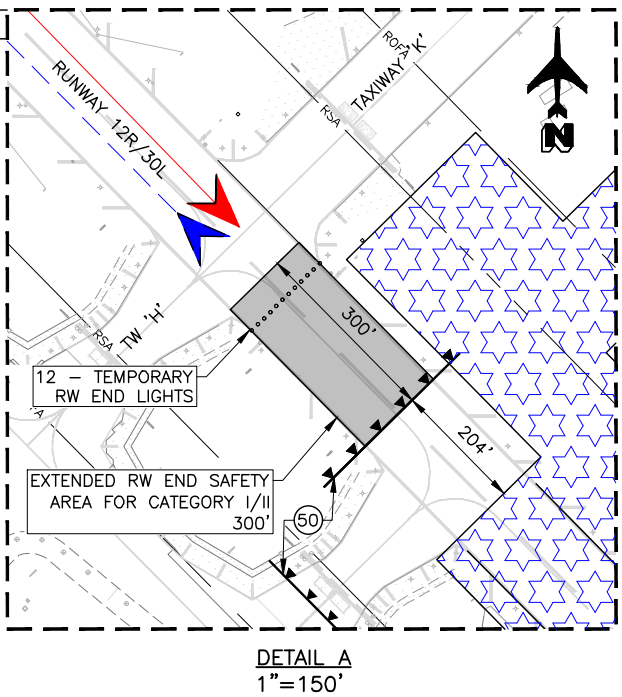 ROFA
TAXIWAY 'K'
RSA
RUNWAY 12R/30L
N
300'
RSA
TW 'H'
12 - TEMPORARY
RW END LIGHTS
204'
EXTENDED RW END SAFETY
AREA FOR CATEGORY I/II
300'
50
DETAIL A
1"=150'